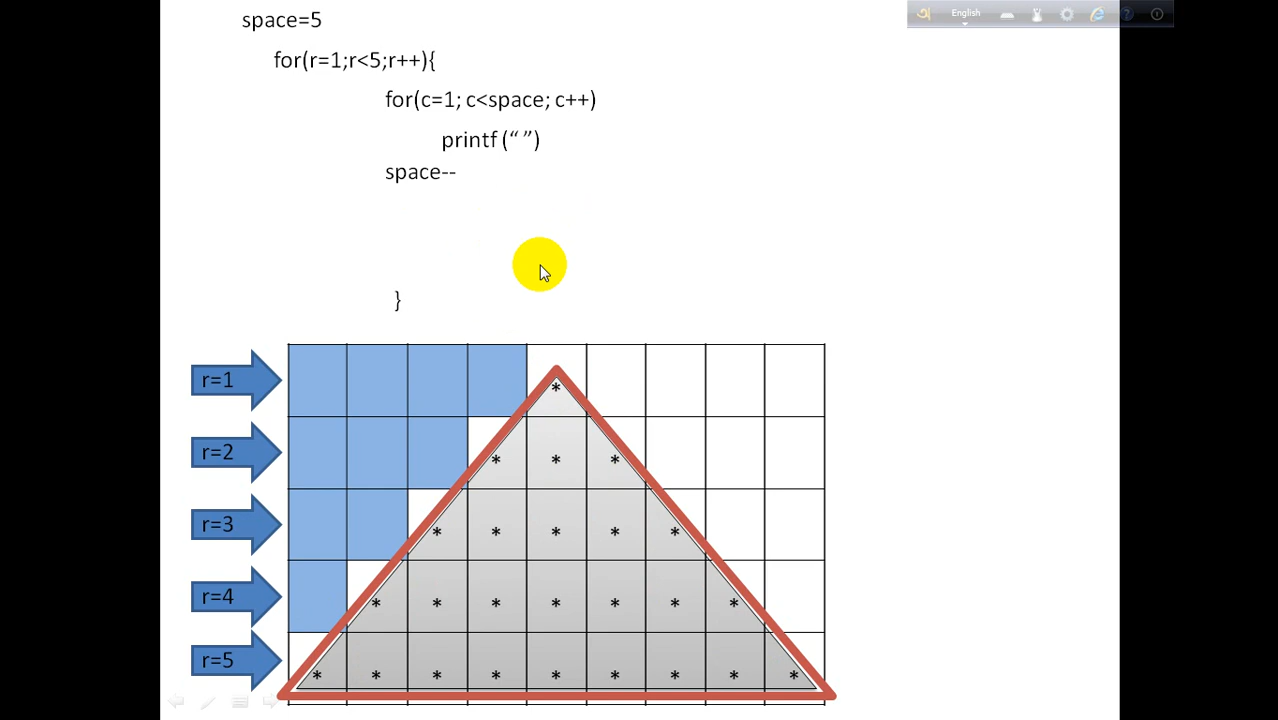 space=5
অ English
for(r=1;r<5;r++){
for(c=1; c<space; c++)
printf (“ ”)
space--
}
r=1
*
r=2
* * *
r=3
* * * * *
r=4
* * * * * * *
r=5
* * * * * * * * *